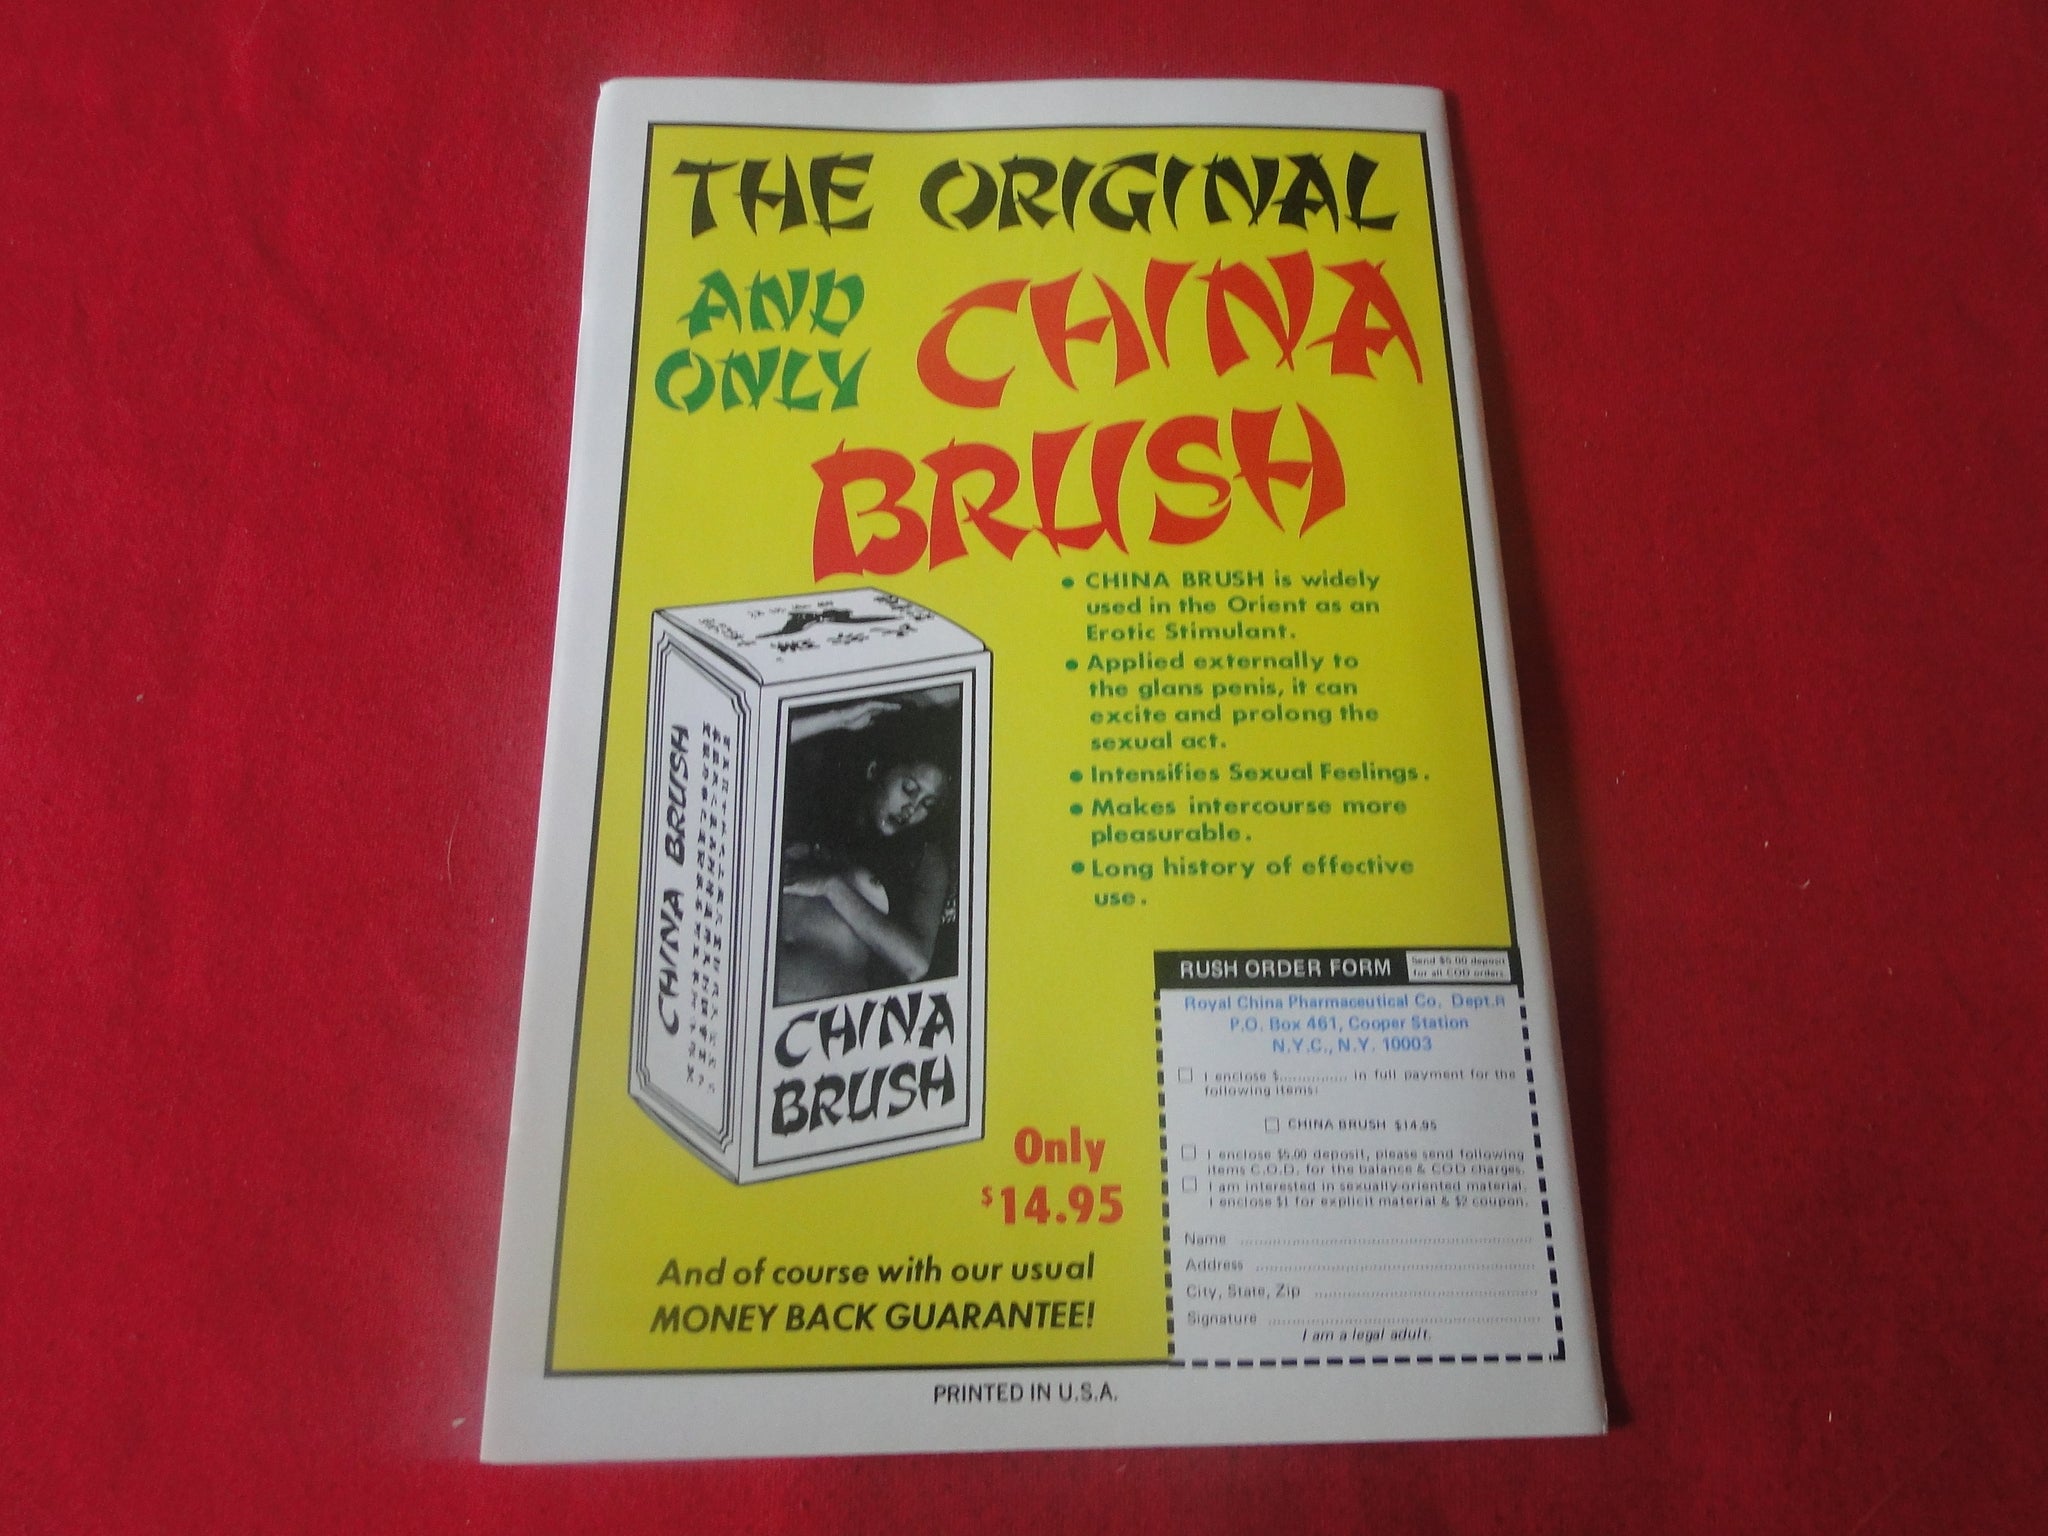 THE ORIGINAL
AND
ONLY
CHINA
BRUSH
• CHINA BRUSH is widely
used in the Orient as an
Erotic Stimulant.
• Applied externally to
the glans penis, it can
excite and prolong the
sexual act.
• Intensifies Sexual Feelings.
• Makes intercourse more
pleasurable.
• Long history of effective
use.
CHINA BRUSH
CHINA
BRUSH
Only
$14.95
And of course with our usual
MONEY BACK GUARANTEE!
RUSH ORDER FORM
Send $5.00 deposit
for all COD orders.
Royal China Pharmaceutical Co. Dept.R
P.O. Box 461, Cooper Station
N.Y.C., N.Y. 10003
I enclose $............... in full payment for the
following items:
CHINA BRUSH $14.95
I enclose $5.00 deposit, please send following
items C.O.D. for the balance & COD charges.
I am interested in sexually-oriented material.
I enclose $1 for explicit material & $2 coupon.
Name
Address
City, State, Zip
Signature
I am a legal adult.
PRINTED IN U.S.A.